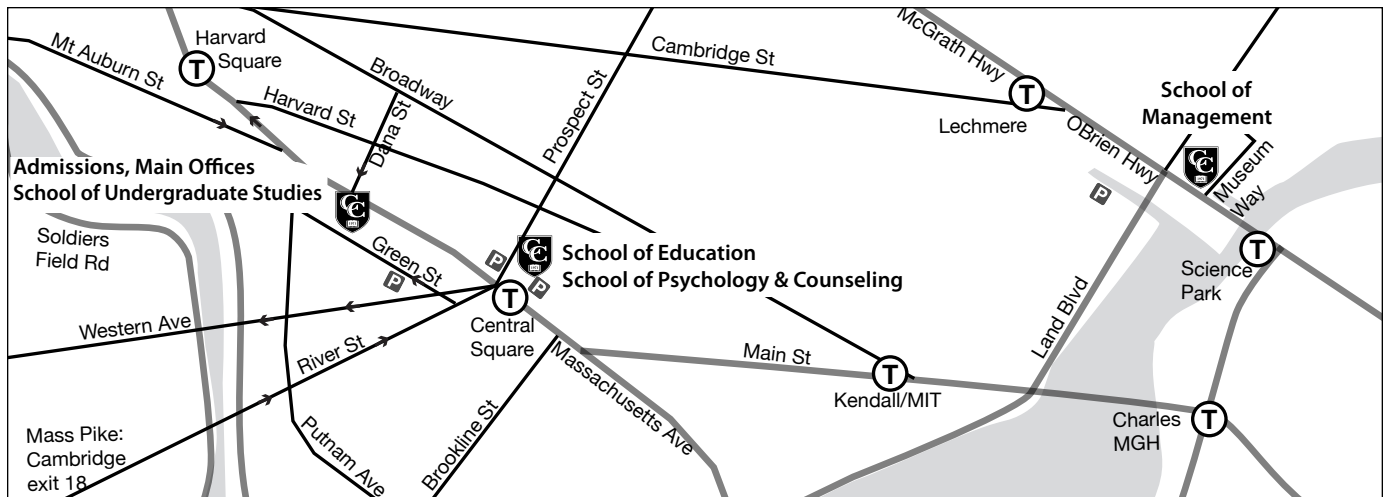 Mt Auburn St
Harvard
Square
T
Harvard St
Broadway
Dana St
Prospect St
Cambridge St
McGrath Hwy
T
Lechmere
OBrien Hwy
School of
Management
CC
Museum
Way
P
Admissions, Main Offices
School of Undergraduate Studies
CC
Soldiers
Field Rd
Green St
P
P
CC
P
School of Education
School of Psychology & Counseling
T
Science
Park
Land Blvd
Western Ave
River St
T
Central
Square
Massachusetts Ave
Main St
T
Kendall/MIT
T
Charles
MGH
Mass Pike:
Cambridge
exit 18
Putnam Ave
Brookline St